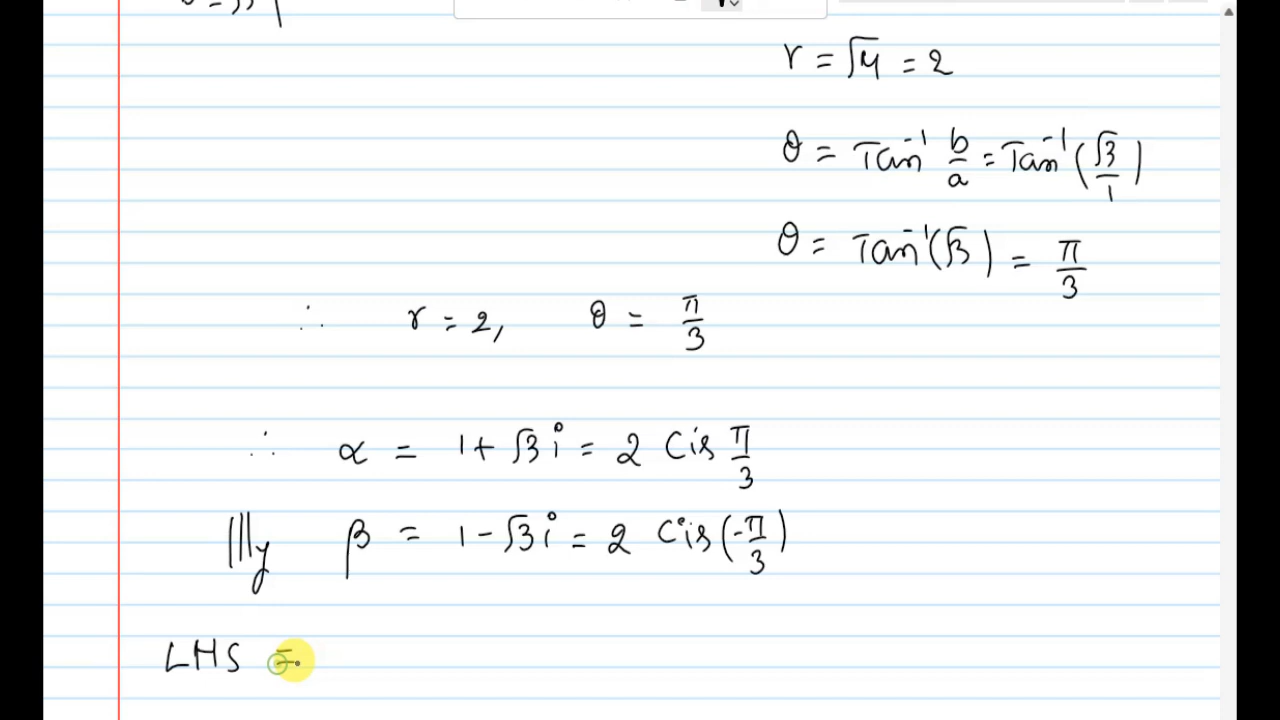 r = √4 = 2
θ = Tan⁻¹ b/a = Tan⁻¹(√3/1)
θ = Tan⁻¹(√3) = π/3
∴ r = 2, θ = π/3
∴ α = 1 + √3 i = 2 Cis π/3
|||ly β = 1 - √3 i = 2 Cis(-π/3)
LHS =